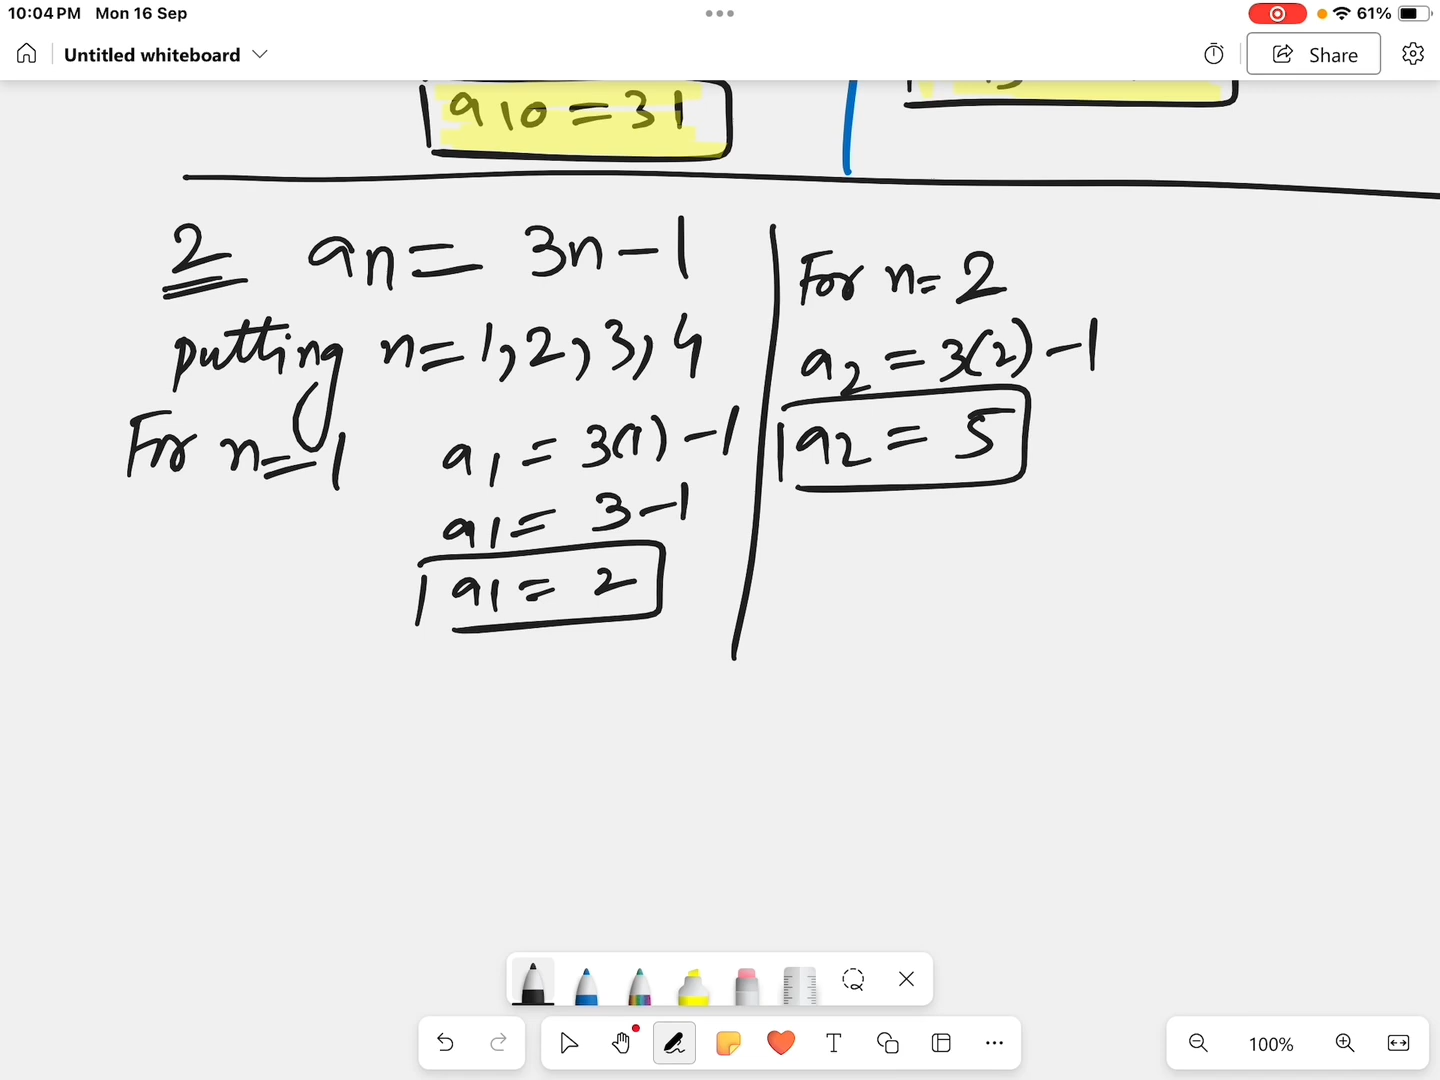 10:04 PM Mon 16 Sep
61%
Untitled whiteboard
Share
a10 = 31
2 an = 3n-1
putting n=1,2,3,4
For n=1 a1 = 3(1)-1
a1 = 3-1
a1 = 2
For n=2
a2 = 3(2)-1
a2 = 5
T
100%